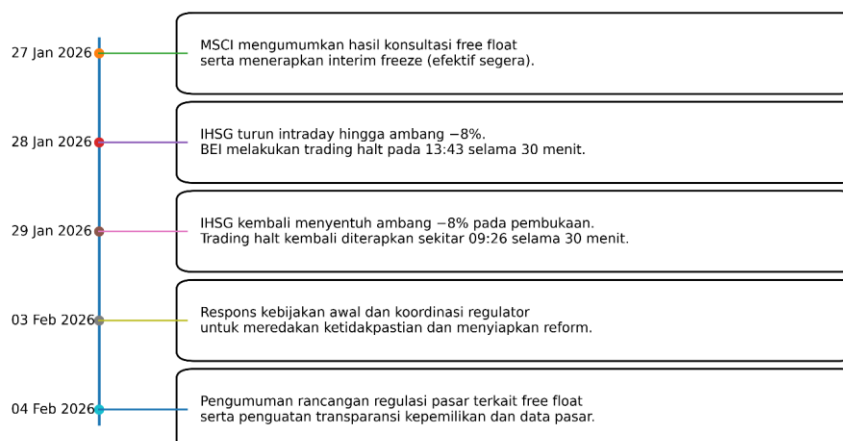 27 Jan 2026
MSCI mengumumkan hasil konsultasi free float
serta menerapkan interim freeze (efektif segera).
28 Jan 2026
IHSG turun intraday hingga ambang −8%.
BEI melakukan trading halt pada 13:43 selama 30 menit.
29 Jan 2026
IHSG kembali menyentuh ambang −8% pada pembukaan.
Trading halt kembali diterapkan sekitar 09:26 selama 30 menit.
03 Feb 2026
Respons kebijakan awal dan koordinasi regulator
untuk meredakan ketidakpastian dan menyiapkan reform.
04 Feb 2026
Pengumuman rancangan regulasi pasar terkait free float
serta penguatan transparansi kepemilikan dan data pasar.